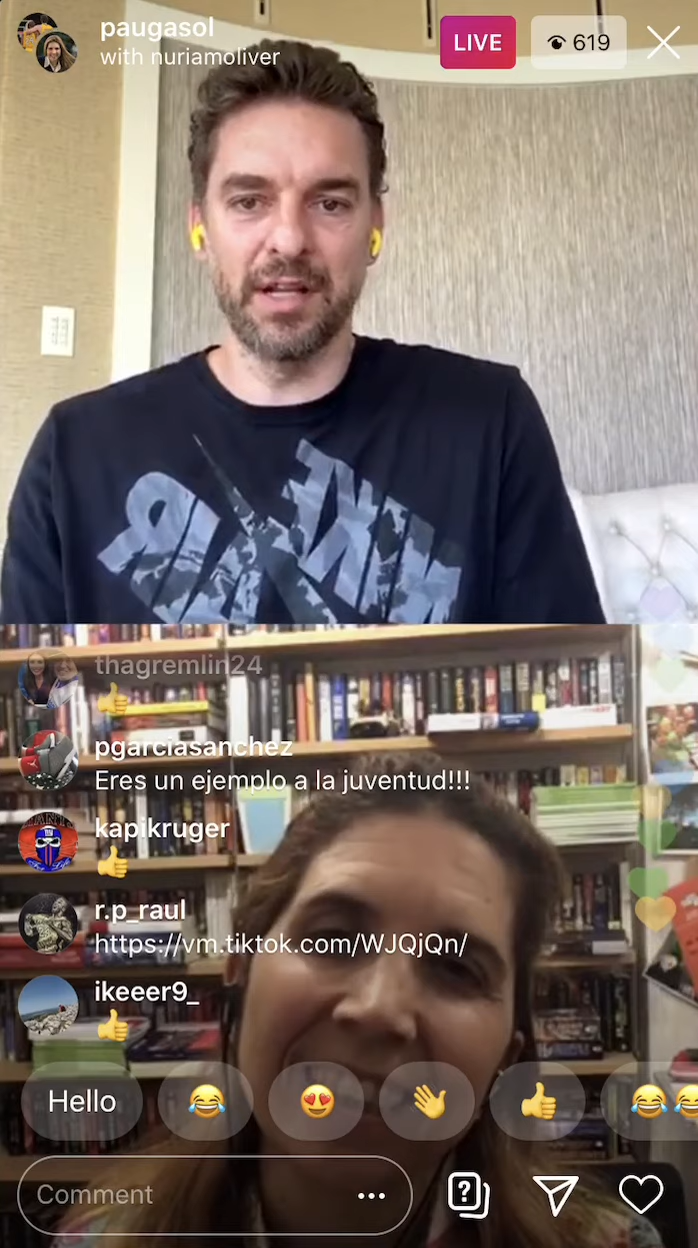 paugasol
with nuriamoliver
LIVE
619
thagremlin24
pgarciasanchez
Eres un ejemplo a la juventud!!!
kapikruger
r.p_raul
https://vm.tiktok.com/WJQjQn/
ikeeer9_
Hello
Comment